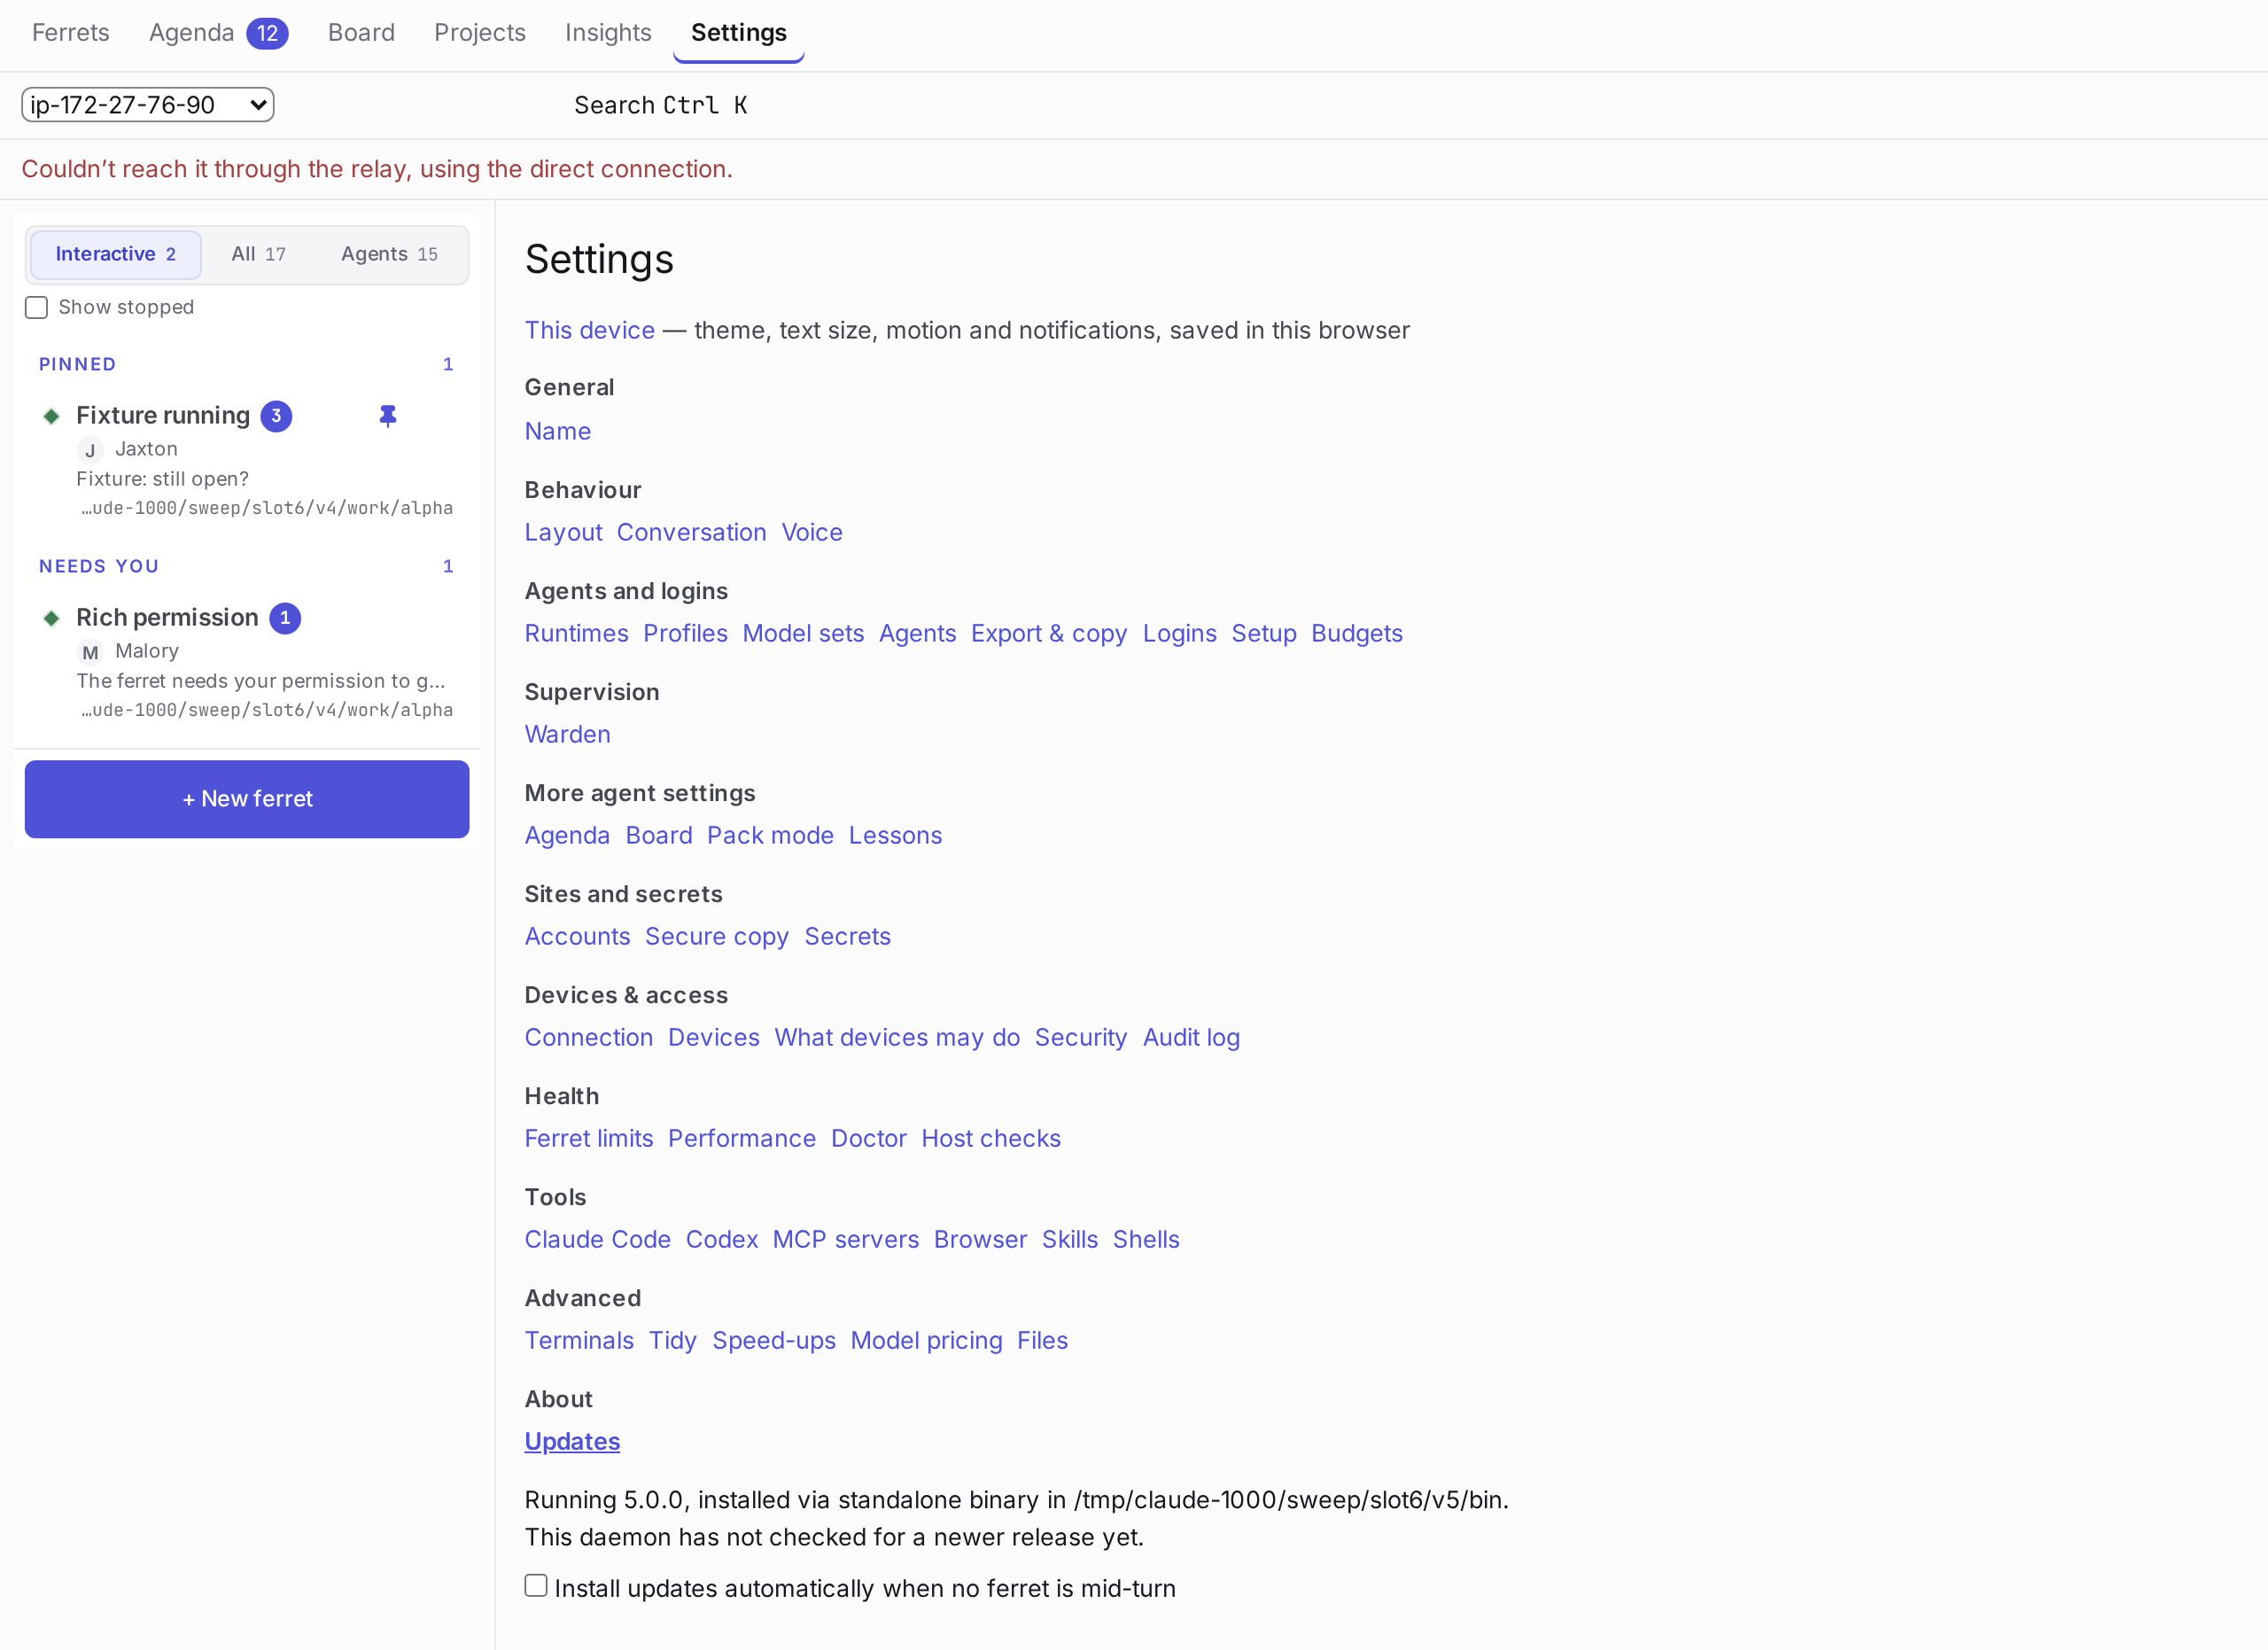 Ferrets Agenda 12 Board Projects Insights Settings
ip-172-27-76-90 Search Ctrl K
Couldn’t reach it through the relay, using the direct connection.
Interactive 2 All 17 Agents 15
Show stopped
PINNED 1
Fixture running 3
J Jaxton
Fixture: still open?
…ude-1000/sweep/slot6/v4/work/alpha
NEEDS YOU 1
Rich permission 1
M Malory
The ferret needs your permission to g…
…ude-1000/sweep/slot6/v4/work/alpha
+ New ferret
Settings
This device — theme, text size, motion and notifications, saved in this browser
General
Name
Behaviour
Layout Conversation Voice
Agents and logins
Runtimes Profiles Model sets Agents Export & copy Logins Setup Budgets
Supervision
Warden
More agent settings
Agenda Board Pack mode Lessons
Sites and secrets
Accounts Secure copy Secrets
Devices & access
Connection Devices What devices may do Security Audit log
Health
Ferret limits Performance Doctor Host checks
Tools
Claude Code Codex MCP servers Browser Skills Shells
Advanced
Terminals Tidy Speed-ups Model pricing Files
About
Updates
Running 5.0.0, installed via standalone binary in /tmp/claude-1000/sweep/slot6/v5/bin.
This daemon has not checked for a newer release yet.
Install updates automatically when no ferret is mid-turn